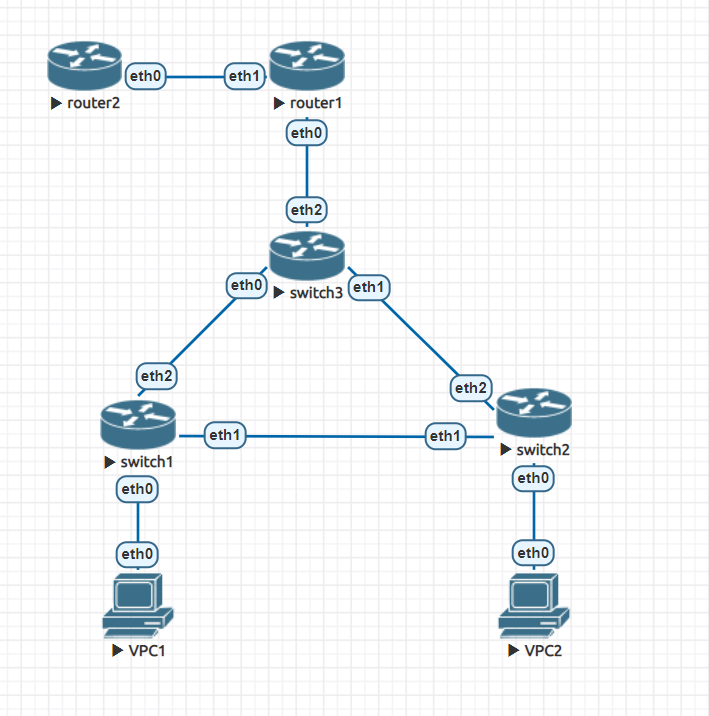 eth0
eth1
router2
router1
eth0
eth2
eth0
switch3
eth1
eth2
eth2
switch1
eth1
eth1
switch2
eth0
eth0
eth0
eth0
VPC1
VPC2